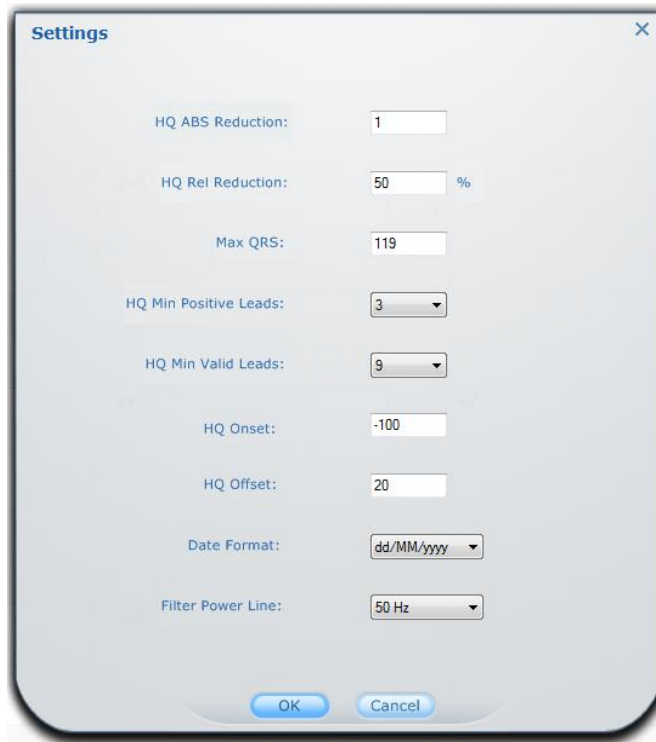 Settings
HQ ABS Reduction: 1
HQ Rel Reduction: 50 %
Max QRS: 119
HQ Min Positive Leads: 3
HQ Min Valid Leads: 9
HQ Onset: -100
HQ Offset: 20
Date Format: dd/MM/yyyy
Filter Power Line: 50 Hz
OK Cancel